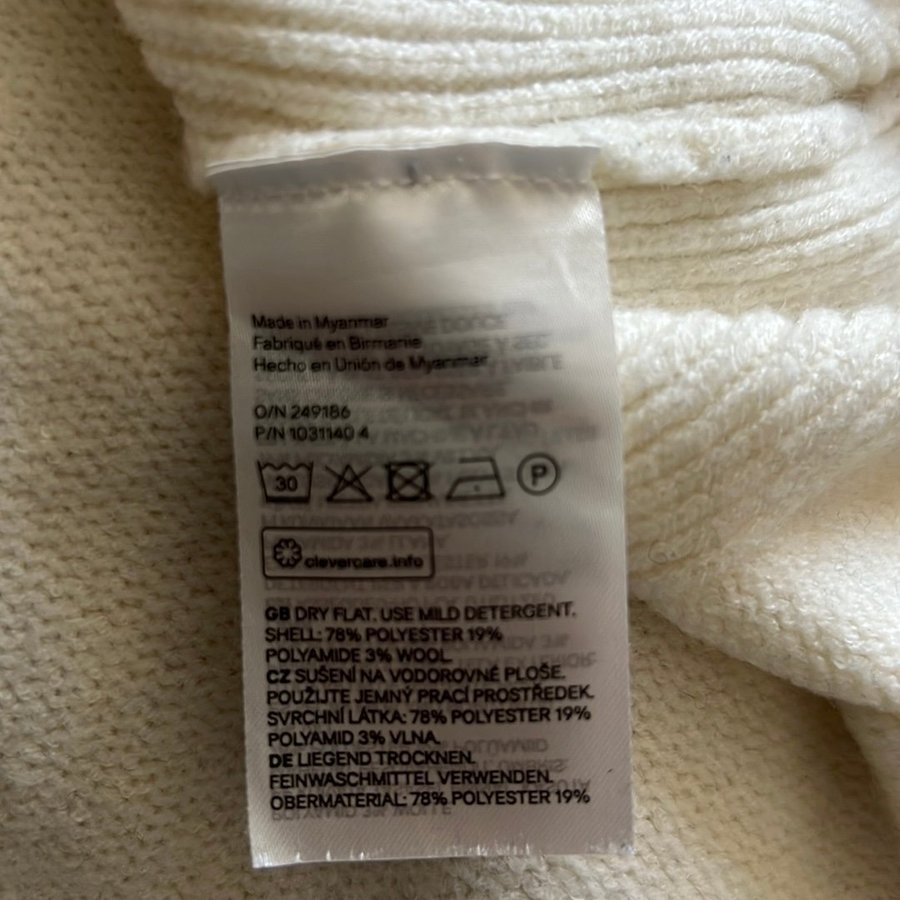 Made in Myanmar
Fabriqué en Birmanie
Hecho en Unión de Myanmar
O/N 249186
P/N 1031140 4
30 P
clevercare.info
GB DRY FLAT. USE MILD DETERGENT.
SHELL: 78% POLYESTER 19%
POLYAMIDE 3% WOOL
CZ SUŠENÍ NA VODOROVNÉ PLOŠE.
POUŽIJTE JEMNÝ PRACÍ PROSTŘEDEK.
SVRCHNÍ LÁTKA: 78% POLYESTER 19%
POLYAMID 3% VLNA
DE LIEGEND TROCKNEN.
FEINWASCHMITTEL VERWENDEN.
OBERMATERIAL: 78% POLYESTER 19%